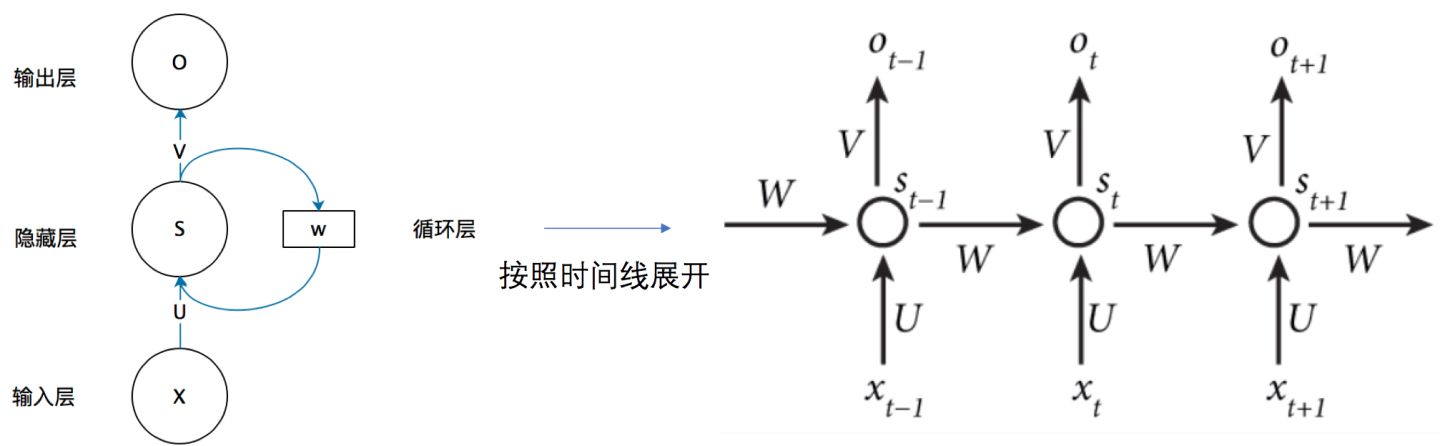 输出层
O
V
隐藏层
S
w
循环层
U
输入层
X
按照时间线展开
o_{t-1}
o_t
o_{t+1}
V
V
V
W
s_{t-1}
s_t
s_{t+1}
W
W
W
U
U
U
x_{t-1}
x_t
x_{t+1}